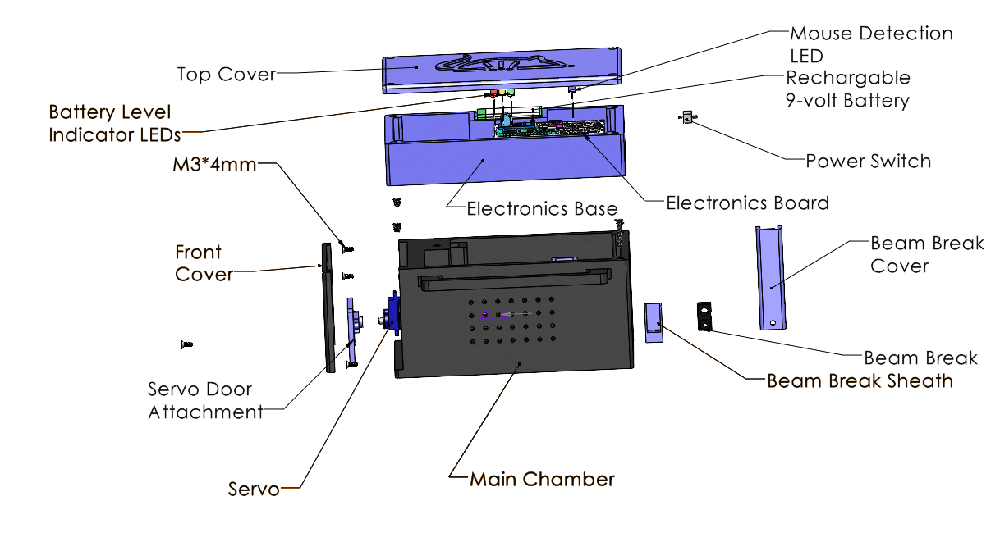 Mouse Detection
LED
Top Cover
Rechargable
9-volt Battery
Battery Level
Indicator LEDs
M3*4mm
Power Switch
Electronics Base
Electronics Board
Front
Cover
Beam Break
Cover
Beam Break
Beam Break Sheath
Servo Door
Attachment
Main Chamber
Servo